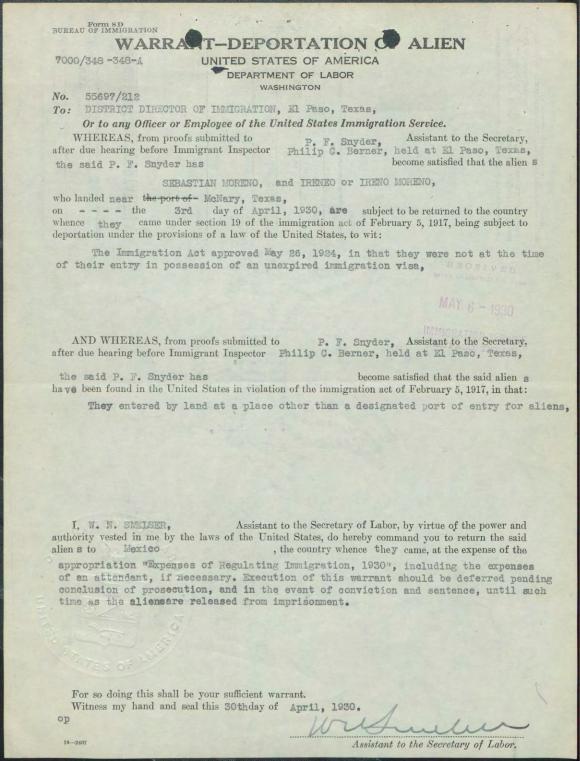 Form 8D
BUREAU OF IMMIGRATION
WARRANT—DEPORTATION OF ALIEN
7000/348 -348-A
UNITED STATES OF AMERICA
DEPARTMENT OF LABOR
WASHINGTON
No. 55697/212
To: DISTRICT DIRECTOR OF IMMIGRATION, El Paso, Texas,
Or to any Officer or Employee of the United States Immigration Service.
WHEREAS, from proofs submitted to P. F. Snyder, Assistant to the Secretary,
after due hearing before Immigrant Inspector Philip C. Berner, held at El Paso, Texas,
the said P. F. Snyder has become satisfied that the alien s
SEBASTIAN MORENO, and IRENEO or IRENO MORENO,
who landed near the port of McNary, Texas,
on - - - - the 3rd day of April, 1930, are subject to be returned to the country
whence they came under section 19 of the immigration act of February 5, 1917, being subject to
deportation under the provisions of a law of the United States, to wit:
The Immigration Act approved May 26, 1924, in that they were not at the time
of their entry in possession of an unexpired immigration visa,
RECEIVED
MAY 6 - 1930
IMMIGRATION
AND WHEREAS, from proofs submitted to P. F. Snyder, Assistant to the Secretary,
after due hearing before Immigrant Inspector Philip C. Berner, held at El Paso, Texas,
the said P. F. Snyder has become satisfied that the said alien s
have been found in the United States in violation of the immigration act of February 5, 1917, in that:
They entered by land at a place other than a designated port of entry for aliens,
I, W. N. SMELSER, Assistant to the Secretary of Labor, by virtue of the power and
authority vested in me by the laws of the United States, do hereby command you to return the said
alien s to Mexico , the country whence they came, at the expense of the
appropriation "Expenses of Regulating Immigration, 1930", including the expenses
of an attendant, if necessary. Execution of this warrant should be deferred pending
conclusion of prosecution, and in the event of conviction and sentence, until such
time as the aliensare released from imprisonment.
UNITED STATES OF AMERICA
For so doing this shall be your sufficient warrant.
Witness my hand and seal this 30thday of April, 1930.
op
W N Smelser
Assistant to the Secretary of Labor.